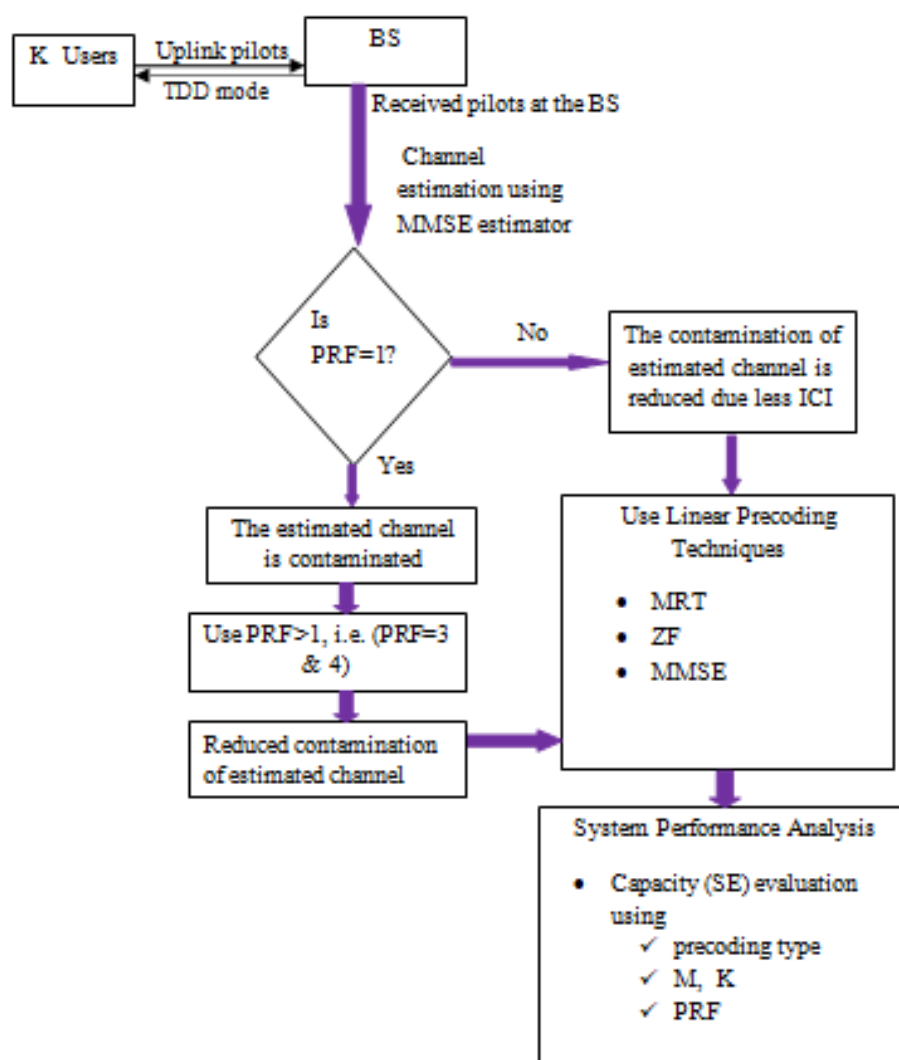 K Users
Uplink pilots
TDD mode
BS
Received pilots at the BS
Channel
estimation using
MMSE estimator
Is
PRF=1?
No
The contamination of
estimated channel is
reduced due less ICI
Yes
The estimated channel
is contaminated
Use PRF>1, i.e. (PRF=3
& 4)
Reduced contamination
of estimated channel
Use Linear Precoding
Techniques
• MRT
• ZF
• MMSE
System Performance Analysis
• Capacity (SE) evaluation
using
✓ precoding type
✓ M, K
✓ PRF